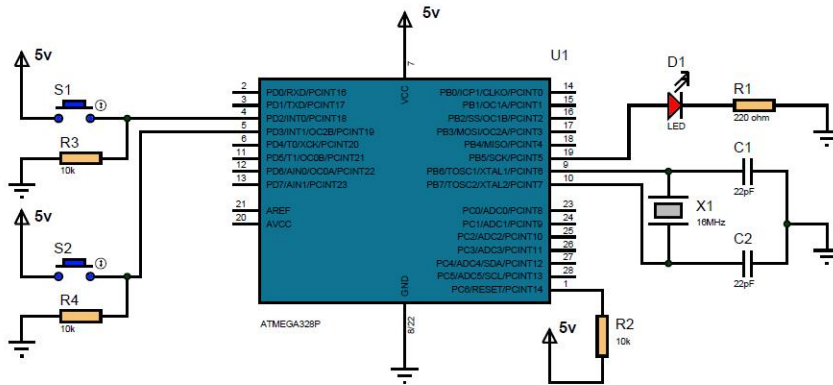 5v
U1
5v
S1
R3
10k
5v
S2
R4
10k
2 PD0/RXD/PCINT16
3 PD1/TXD/PCINT17
4 PD2/INT0/PCINT18
5 PD3/INT1/OC2B/PCINT19
6 PD4/T0/XCK/PCINT20
11 PD5/T1/OC0B/PCINT21
12 PD6/AIN0/OC0A/PCINT22
13 PD7/AIN1/PCINT23
21 AREF
20 AVCC
7
VCC
GND
8/22
ATMEGA328P
PB0/ICP1/CLKO/PCINT0 14
PB1/OC1A/PCINT1 15
PB2/SS/OC1B/PCINT2 16
PB3/MOSI/OC2A/PCINT3 17
PB4/MISO/PCINT4 18
PB5/SCK/PCINT5 19
PB6/TOSC1/XTAL1/PCINT6 9
PB7/TOSC2/XTAL2/PCINT7 10
PC0/ADC0/PCINT8 23
PC1/ADC1/PCINT9 24
PC2/ADC2/PCINT10 25
PC3/ADC3/PCINT11 26
PC4/ADC4/SDA/PCINT12 27
PC5/ADC5/SCL/PCINT13 28
PC6/RESET/PCINT14 1
D1
LED
R1
220 ohm
C1
22pF
X1
16MHz
C2
22pF
5v
R2
10k